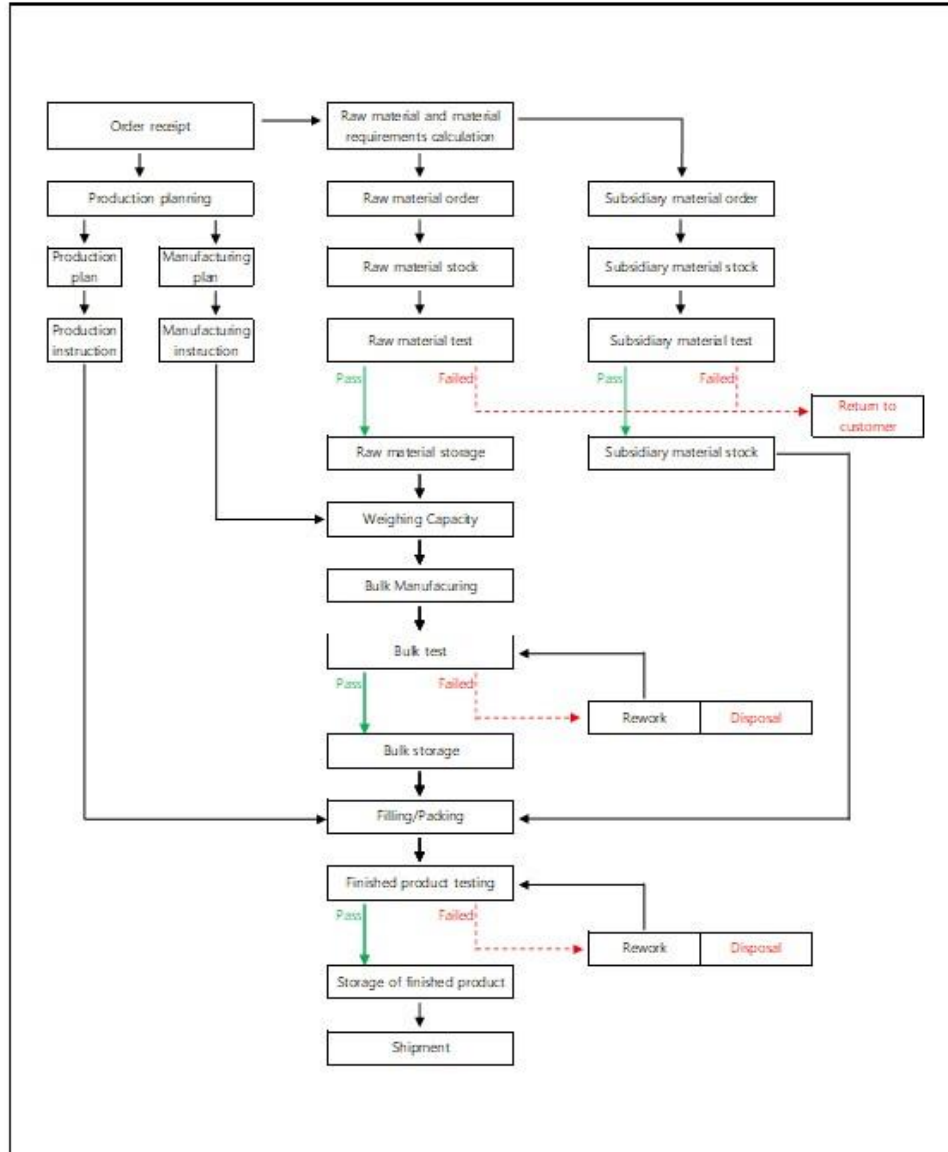 Order receipt
Raw material and material
requirements calculation
Production planning
Raw material order
Subsidiary material order
Production
plan
Manufacturing
plan
Raw material stock
Subsidiary material stock
Production
instruction
Manufacturing
instruction
Raw material test
Subsidiary material test
Pass
Failed
Pass
Failed
Return to
customer
Raw material storage
Subsidiary material stock
Weighing Capacity
Bulk Manufacuring
Bulk test
Pass
Failed
Rework
Disposal
Bulk storage
Filling/Packing
Finished product testing
Pass
Failed
Rework
Disposal
Storage of finished product
Shipment